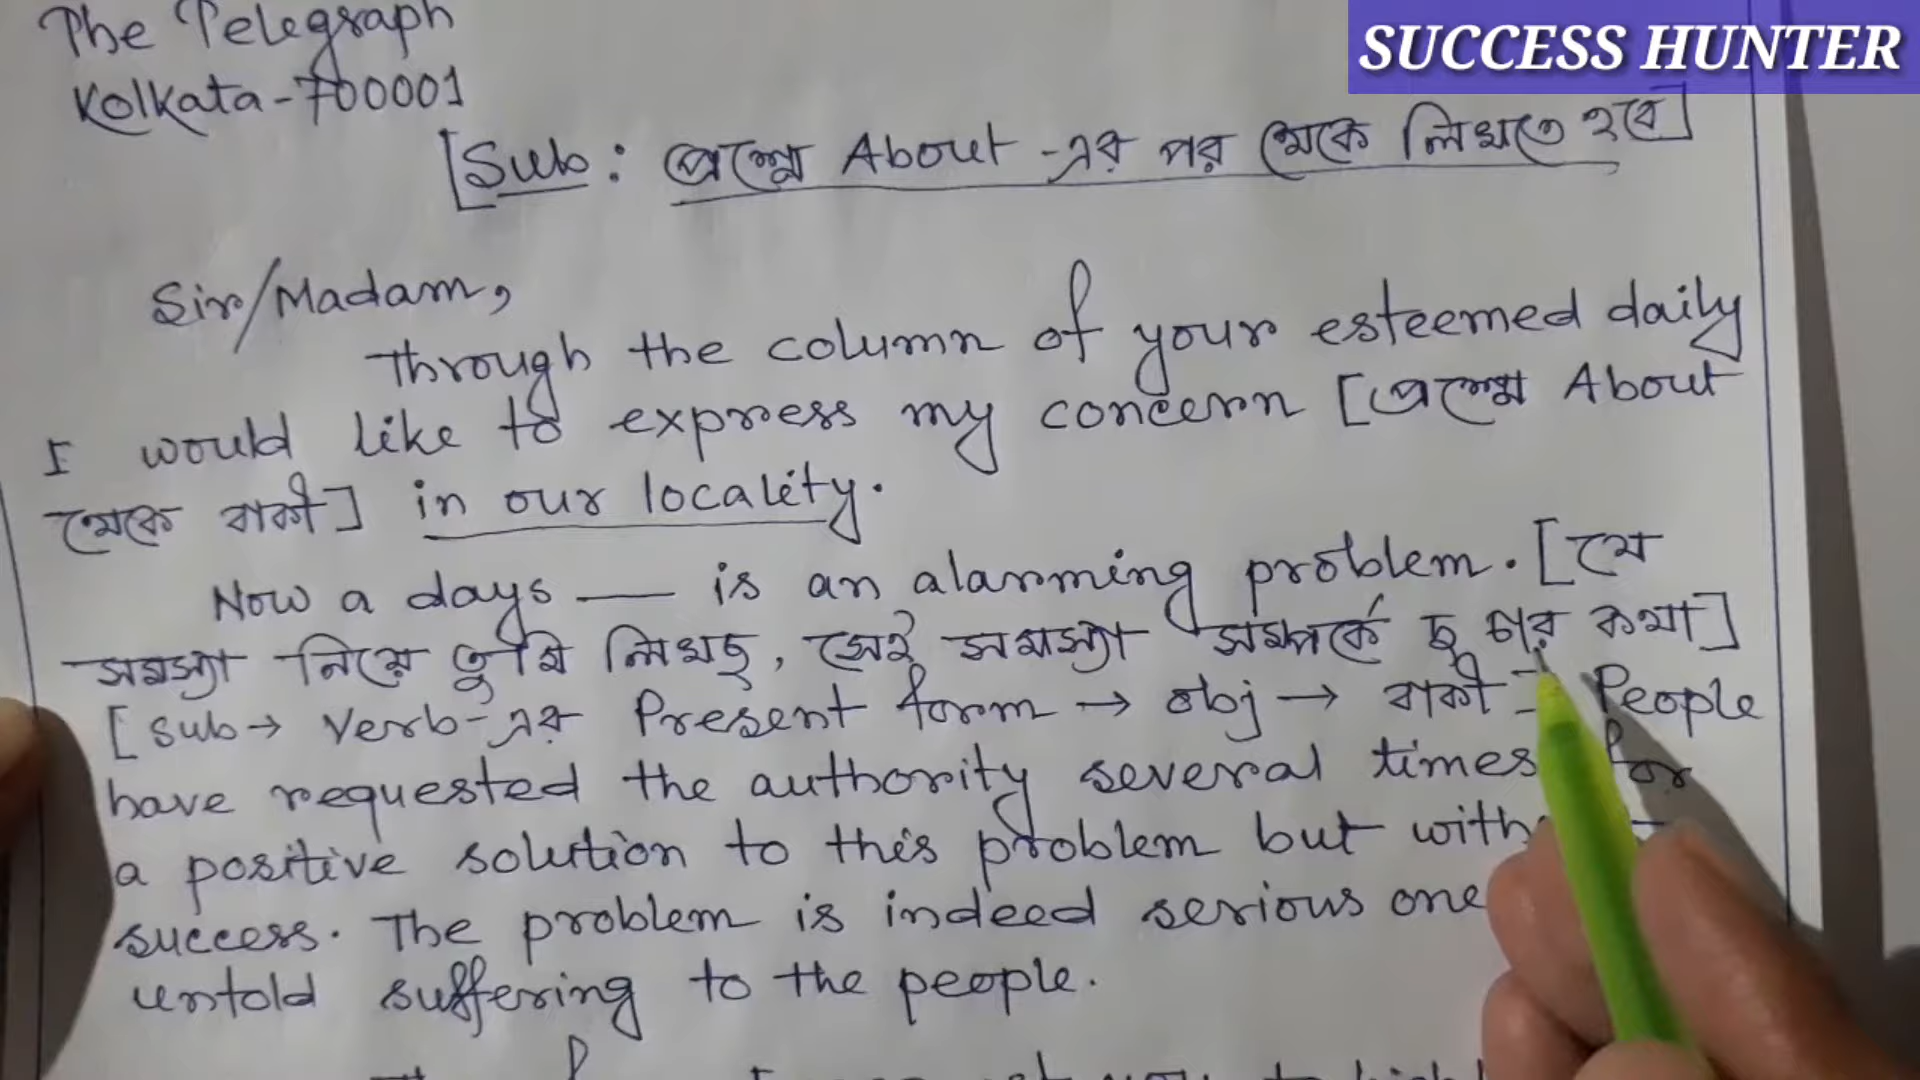 The Telegraph
SUCCESS HUNTER
Kolkata-700001
[Sub: প্রশ্নে About -এর পর থেকে লিখতে হবে]
Sir/Madam,
Through the column of your esteemed daily
I would like to express my concern [প্রশ্নে About
থেকে বাকী] in our locality.
Now a days — is an alarming problem. [যে
সমস্যা নিয়ে তুমি লিখছ, সেই সমস্যা সম্পর্কে দু চার কথা]
[Sub → Verb-এর Present form → obj → বাকী] People
have requested the authority several times for
a positive solution to this problem but
success. The problem is indeed serious one
untold suffering to the people.